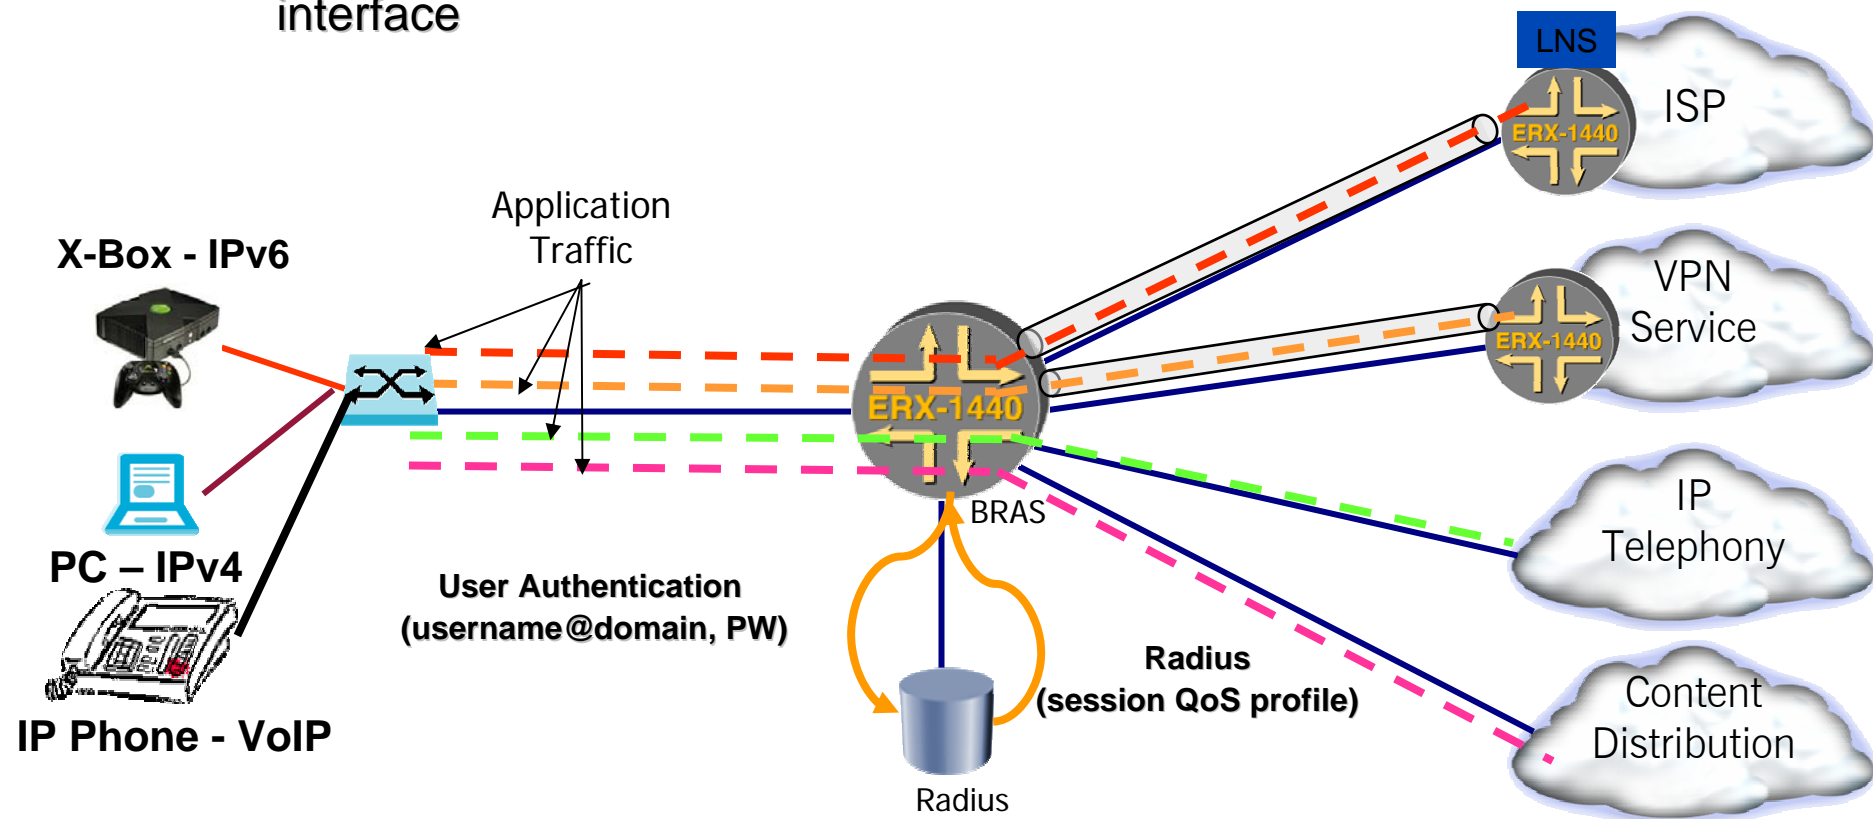 interface
LNS
ERX-1440
ISP
Application
Traffic
X-Box - IPv6
VPN
Service
ERX-1440
ERX-1440
BRAS
IP
Telephony
PC – IPv4
User Authentication
(username@domain, PW)
Radius
(session QoS profile)
Content
Distribution
IP Phone - VoIP
Radius